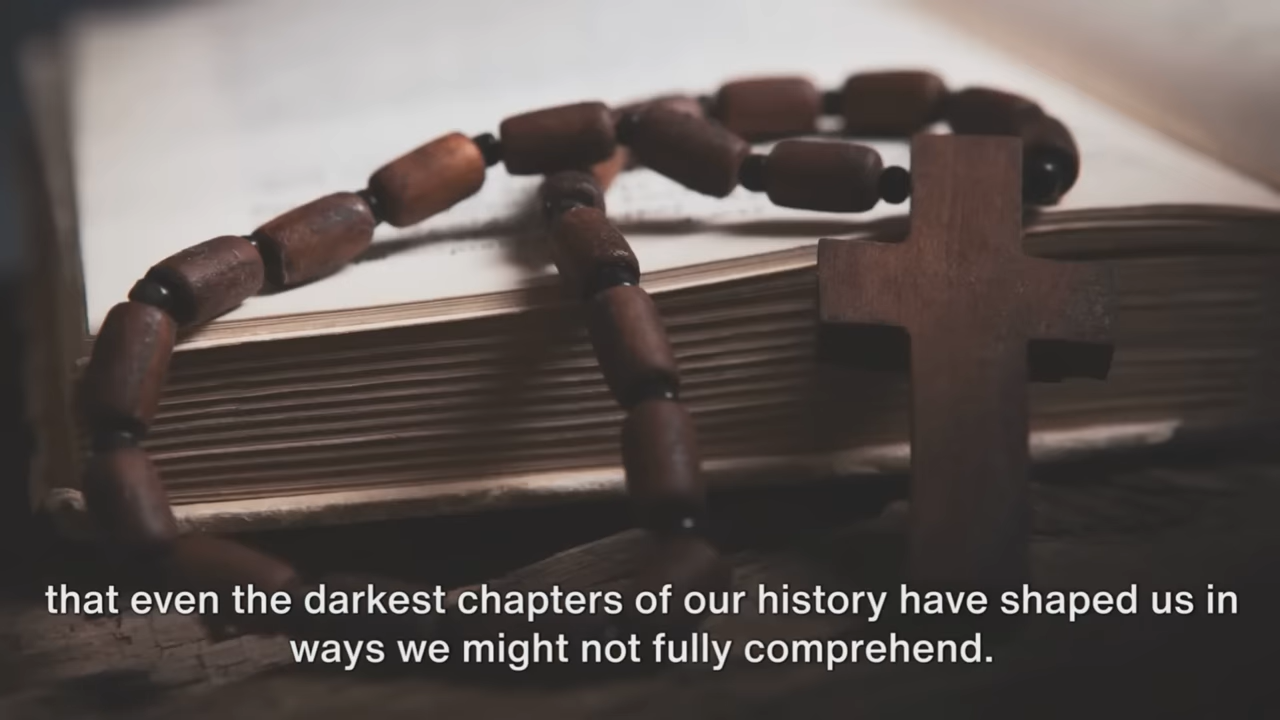 that even the darkest chapters of our history have shaped us in
ways we might not fully comprehend.